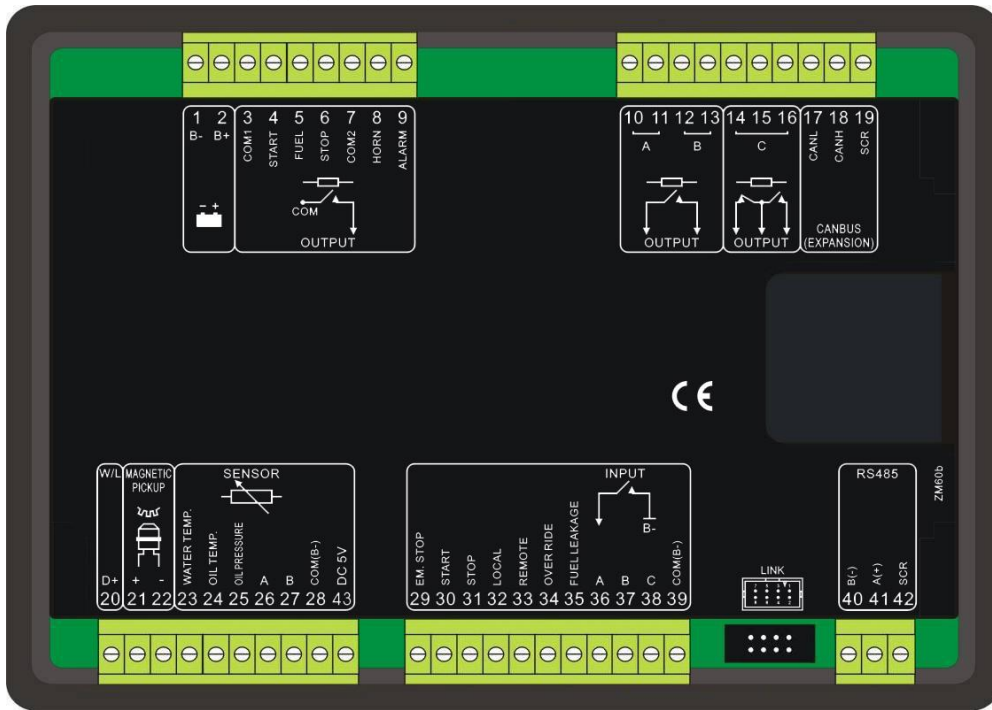 1 2 3 4 5 6 7 8 9
B- B+ COM1 START FUEL STOP COM2 HORN ALARM
- +
COM
OUTPUT
10 11 12 13 14 15 16 17 18 19
A B C CANL CANH SCR
OUTPUT OUTPUT
CANBUS
(EXPANSION)
CE
W/L MAGNETIC
PICKUP
SENSOR
D+ + - WATER TEMP. OIL TEMP. OIL PRESSURE A B COM(B-) DC 5V
20 21 22 23 24 25 26 27 28 43
INPUT
B-
EM. STOP START STOP LOCAL REMOTE OVER RIDE FUEL LEAKAGE A B C COM(B-)
29 30 31 32 33 34 35 36 37 38 39
LINK
RS485
B(-) A(+) SCR
40 41 42
ZM60b